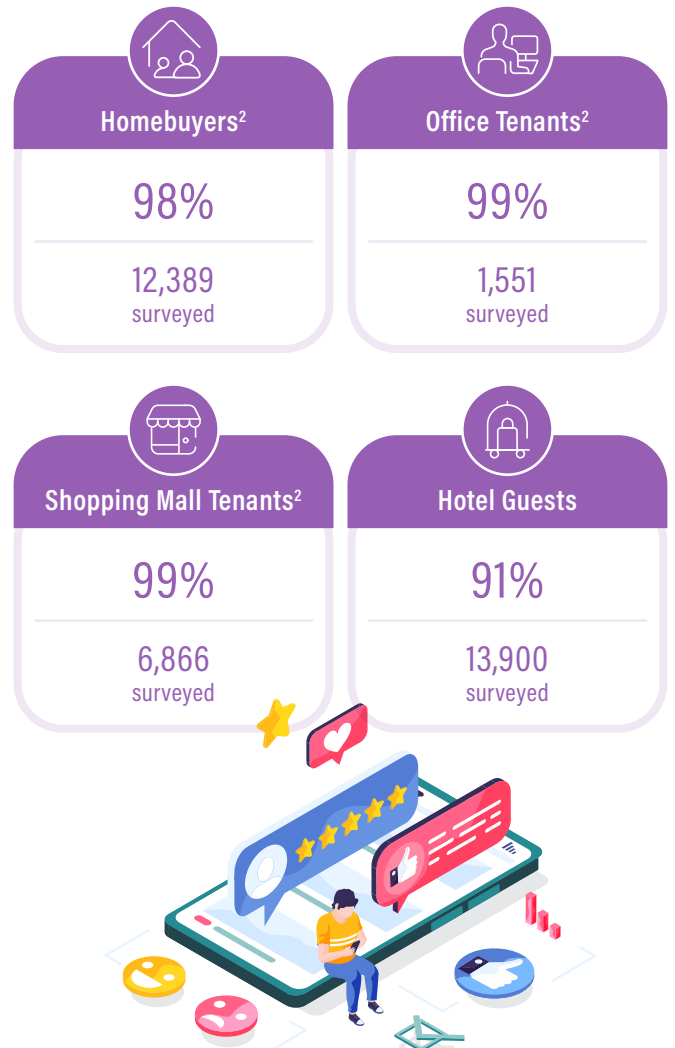 Homebuyers²
98%
12,389
surveyed
Office Tenants²
99%
1,551
surveyed
Shopping Mall Tenants²
99%
6,866
surveyed
Hotel Guests
91%
13,900
surveyed